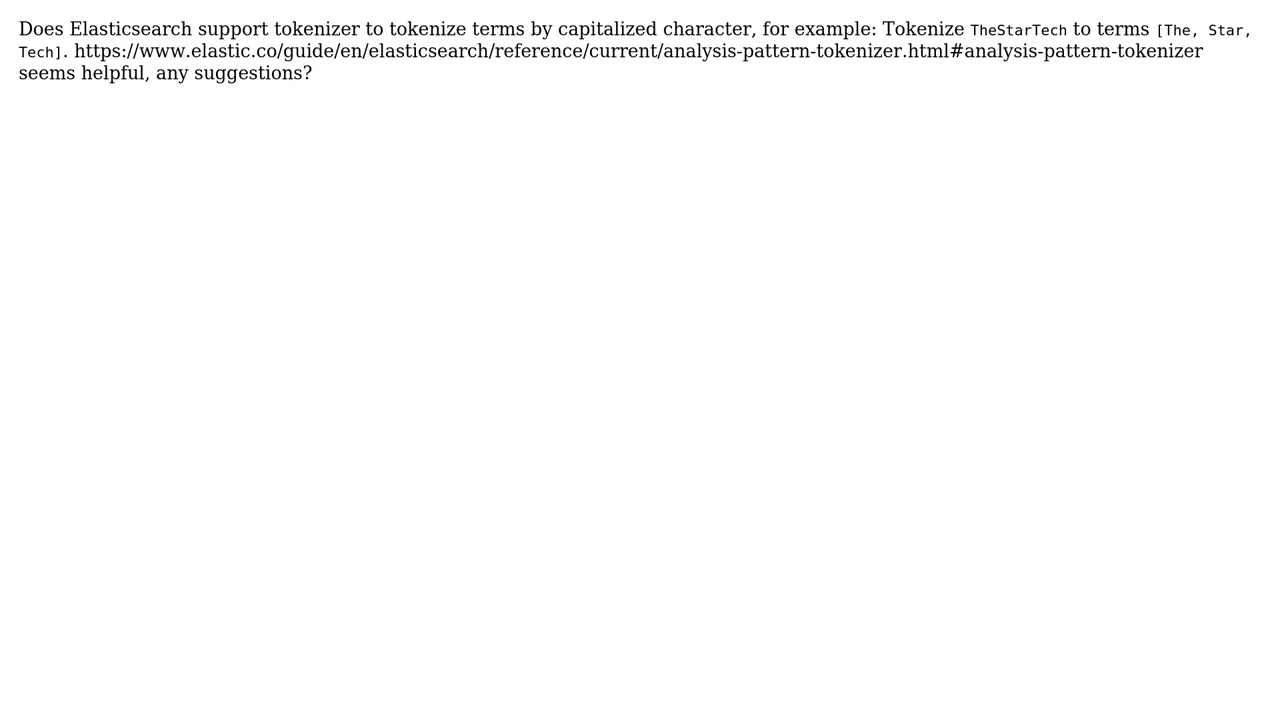 Does Elasticsearch support tokenizer to tokenize terms by capitalized character, for example: Tokenize TheStarTech to terms [The, Star,
Tech]. https://www.elastic.co/guide/en/elasticsearch/reference/current/analysis-pattern-tokenizer.html#analysis-pattern-tokenizer
seems helpful, any suggestions?